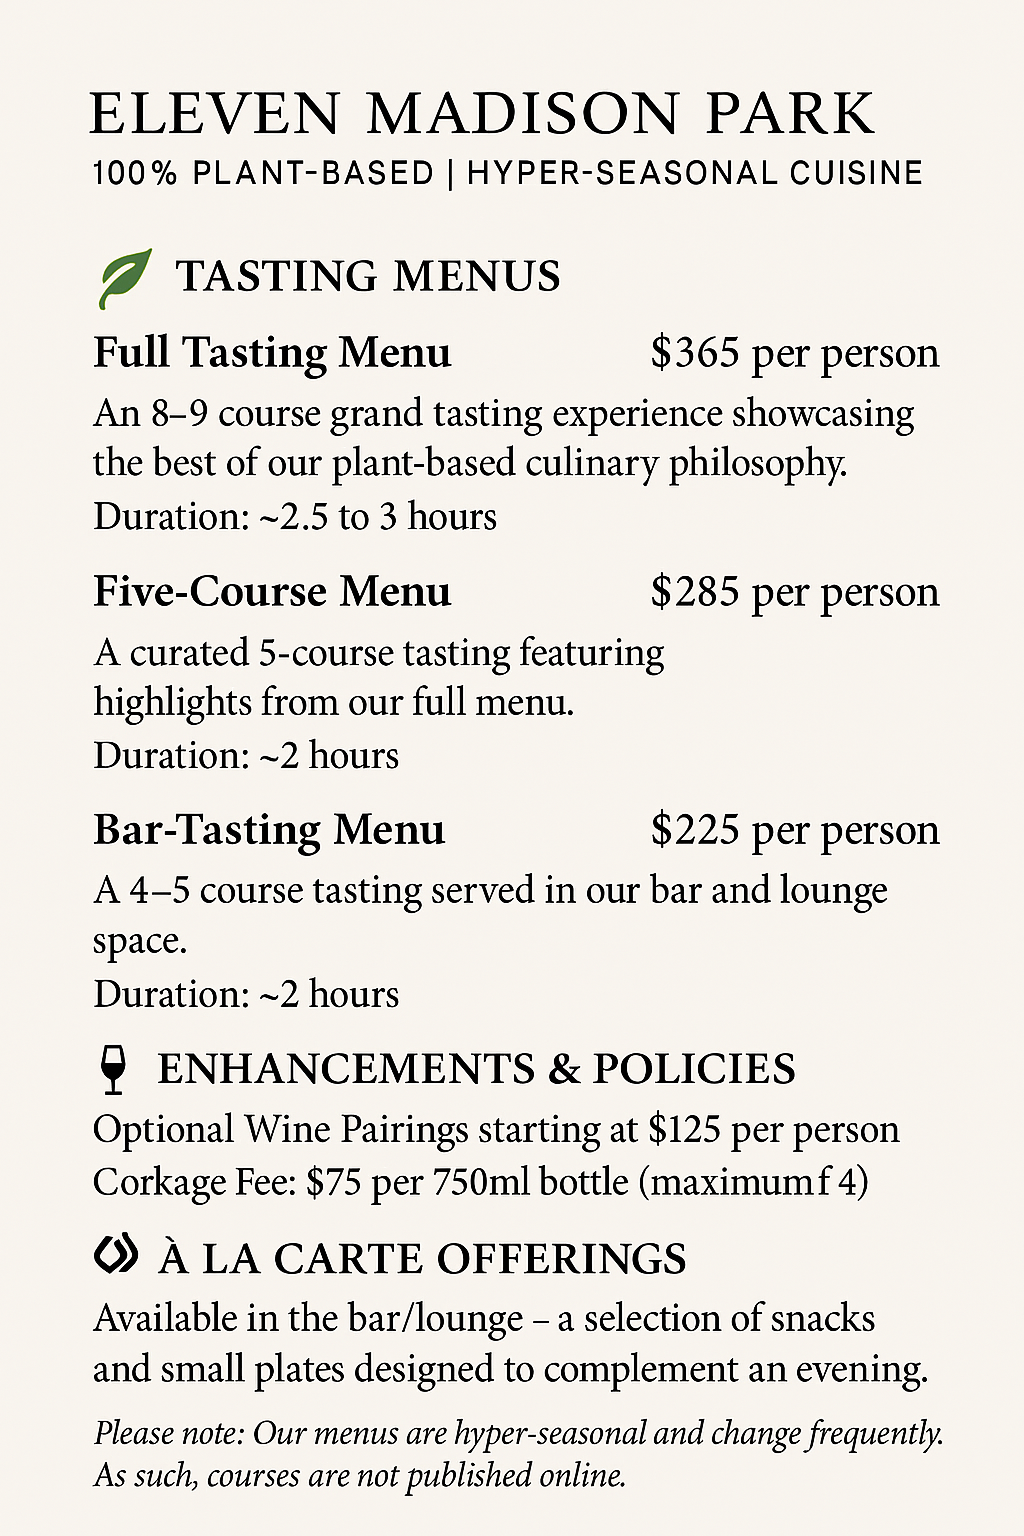 ELEVEN MADISON PARK
100% PLANT-BASED | HYPER-SEASONAL CUISINE
TASTING MENUS
Full Tasting Menu $365 per person
An 8–9 course grand tasting experience showcasing
the best of our plant-based culinary philosophy.
Duration: ~2.5 to 3 hours
Five-Course Menu $285 per person
A curated 5-course tasting featuring
highlights from our full menu.
Duration: ~2 hours
Bar-Tasting Menu $225 per person
A 4–5 course tasting served in our bar and lounge
space.
Duration: ~2 hours
ENHANCEMENTS & POLICIES
Optional Wine Pairings starting at $125 per person
Corkage Fee: $75 per 750ml bottle (maximumf 4)
À LA CARTE OFFERINGS
Available in the bar/lounge – a selection of snacks
and small plates designed to complement an evening.
Please note: Our menus are hyper-seasonal and change frequently.
As such, courses are not published online.